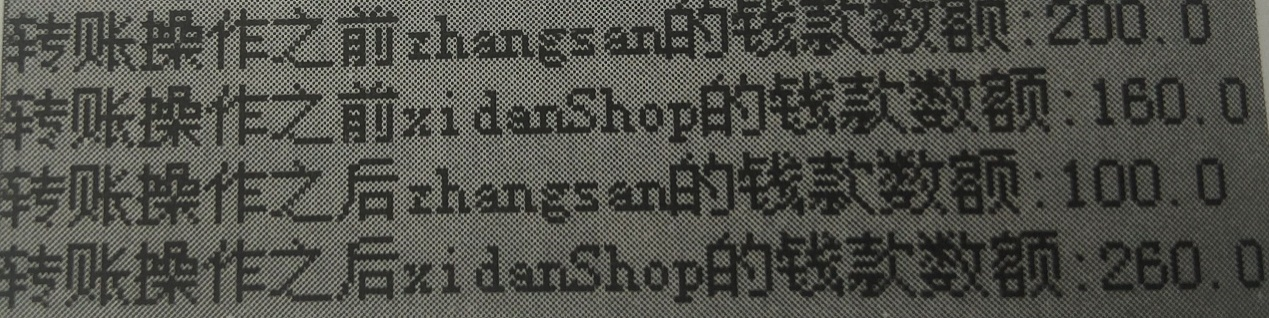 转账操作之前zhangsan的钱款数额:200.0
转账操作之前xidanShop的钱款数额:160.0
转账操作之后zhangsan的钱款数额:100.0
转账操作之后xidanShop的钱款数额:260.0